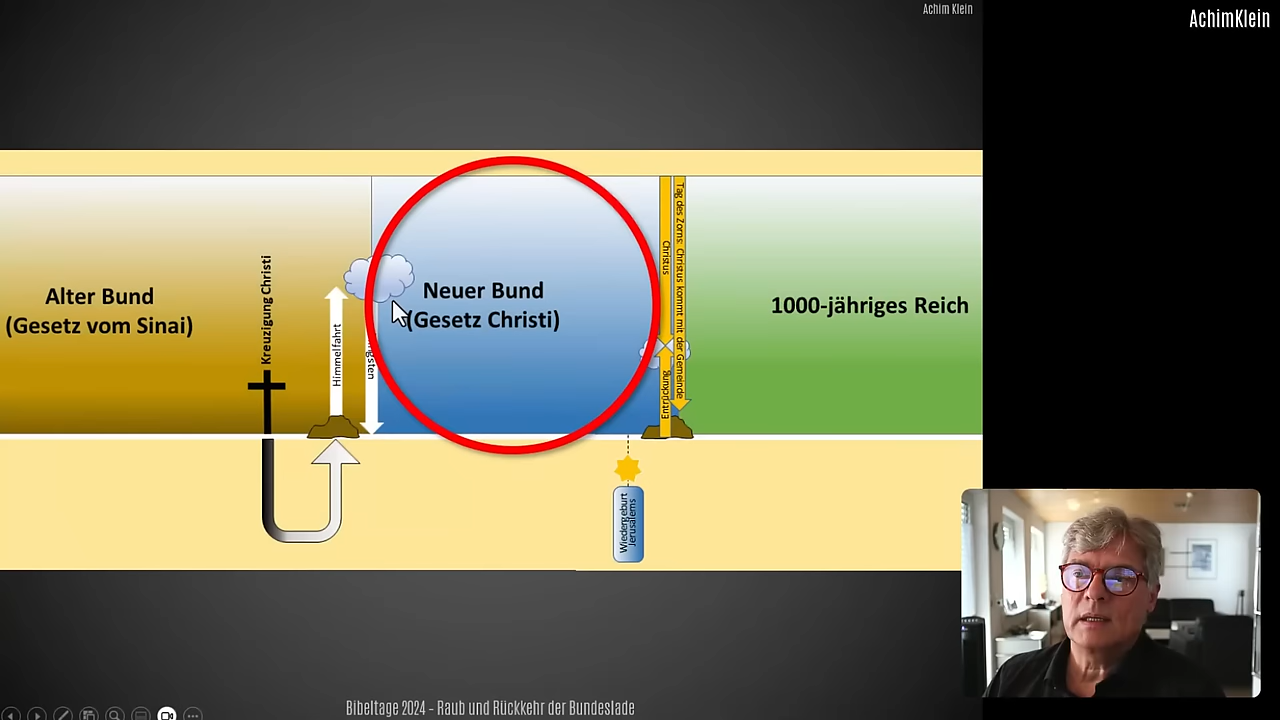 Achim Klein
AchimKlein
Alter Bund
(Gesetz vom Sinai)
Kreuzigung Christi
Himmelfahrt
Neuer Bund
(Gesetz Christi)
Christus
Entrückung
Tag des Zorns: Christus kommt mit der Gemeinde
1000-jähriges Reich
Wiedergeburt
Jerusalems
Bibeltage 2024 – Raub und Rückkehr der Bundeslade